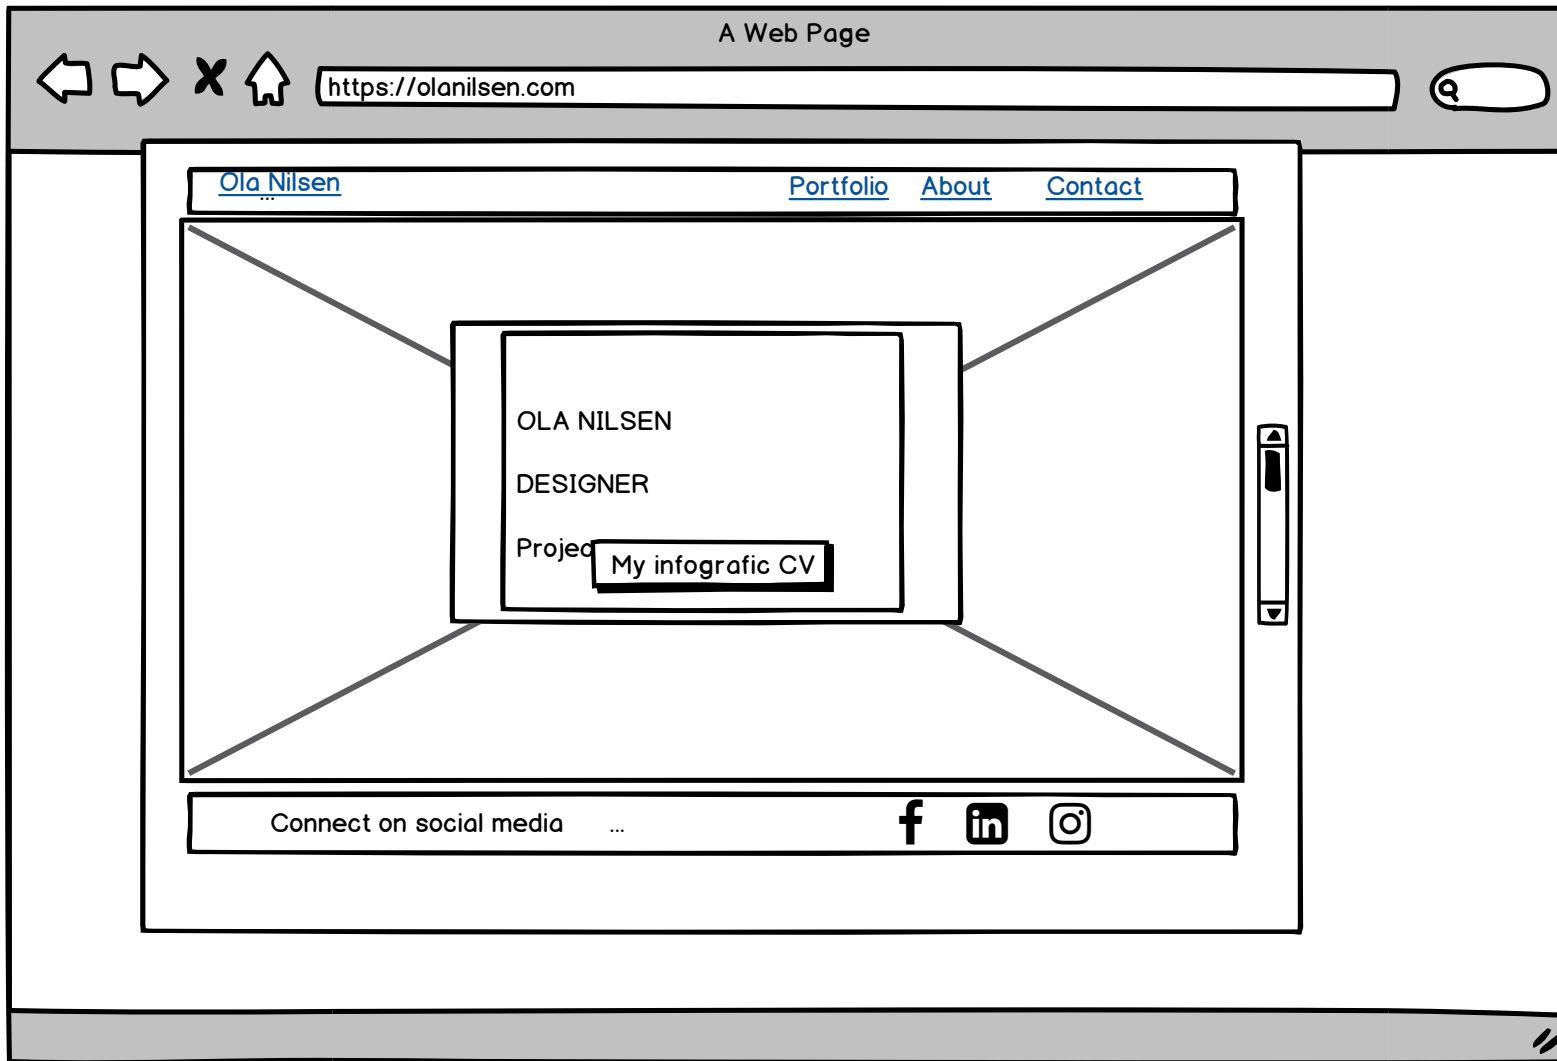 A Web Page
https://olanilsen.com
Ola Nilsen
...
Portfolio About Contact
OLA NILSEN
DESIGNER
Projec
My infografic CV
Connect on social media ...
f in